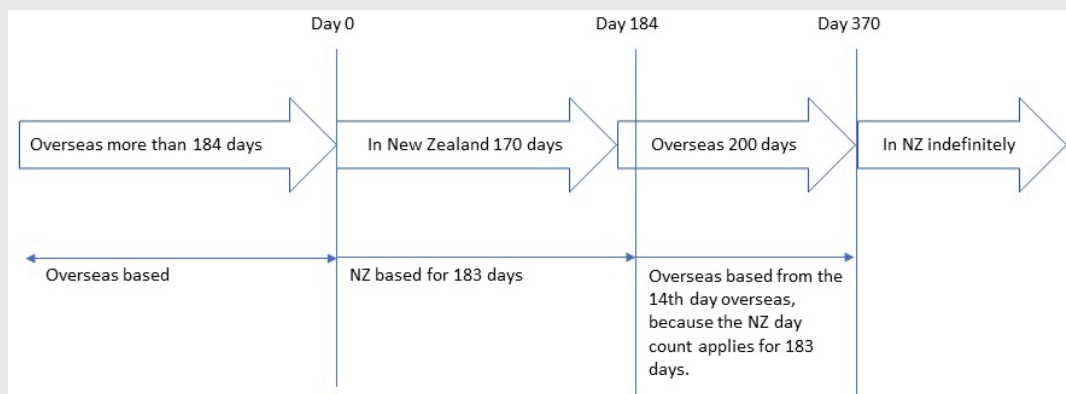 Day 0
Day 184
Day 370
Overseas more than 184 days
In New Zealand 170 days
Overseas 200 days
In NZ indefinitely
Overseas based
NZ based for 183 days
Overseas based from the
14th day overseas,
because the NZ day
count applies for 183
days.